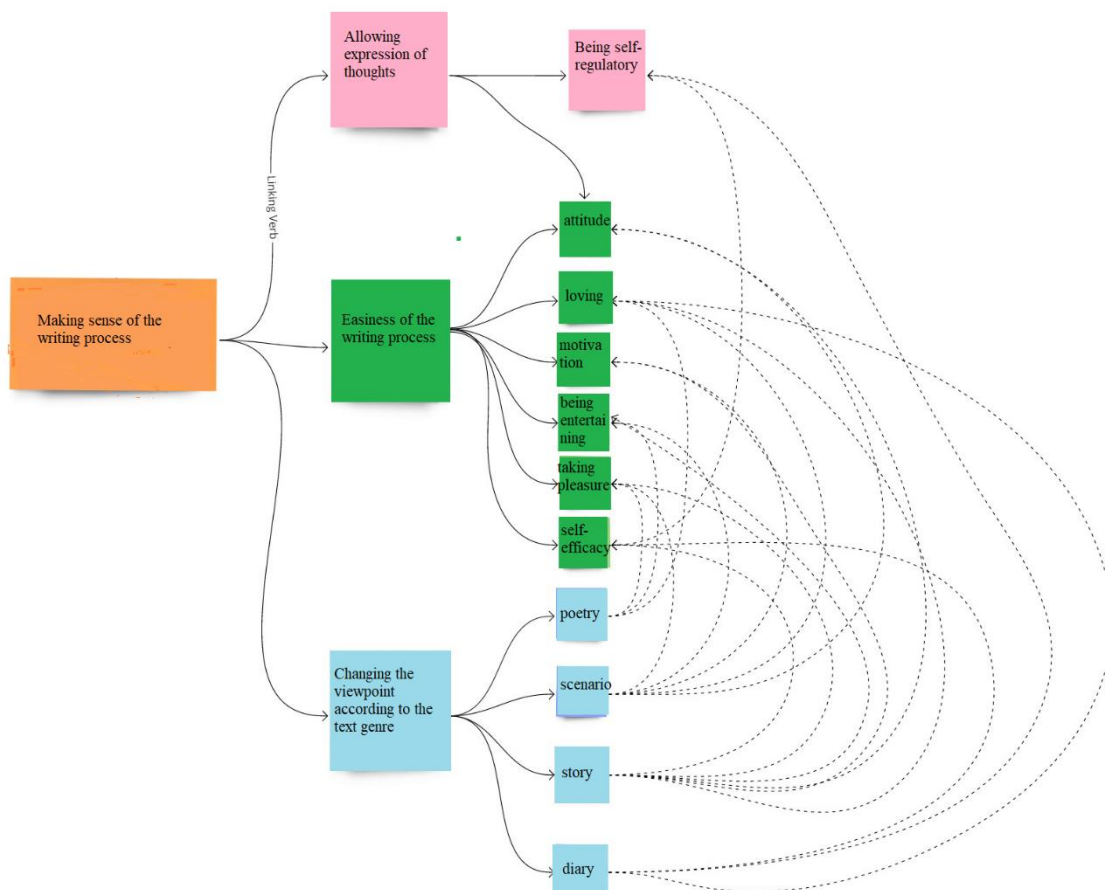 Allowing
expression of
thoughts
Being self-
regulatory
Linking Verb
attitude
loving
Making sense of the
writing process
Easiness of the
writing process
motiva
tion
being
entertai
ning
taking
pleasure
self-
efficacy
poetry
Changing the
viewpoint
according to the
text genre
scenario
story
diary